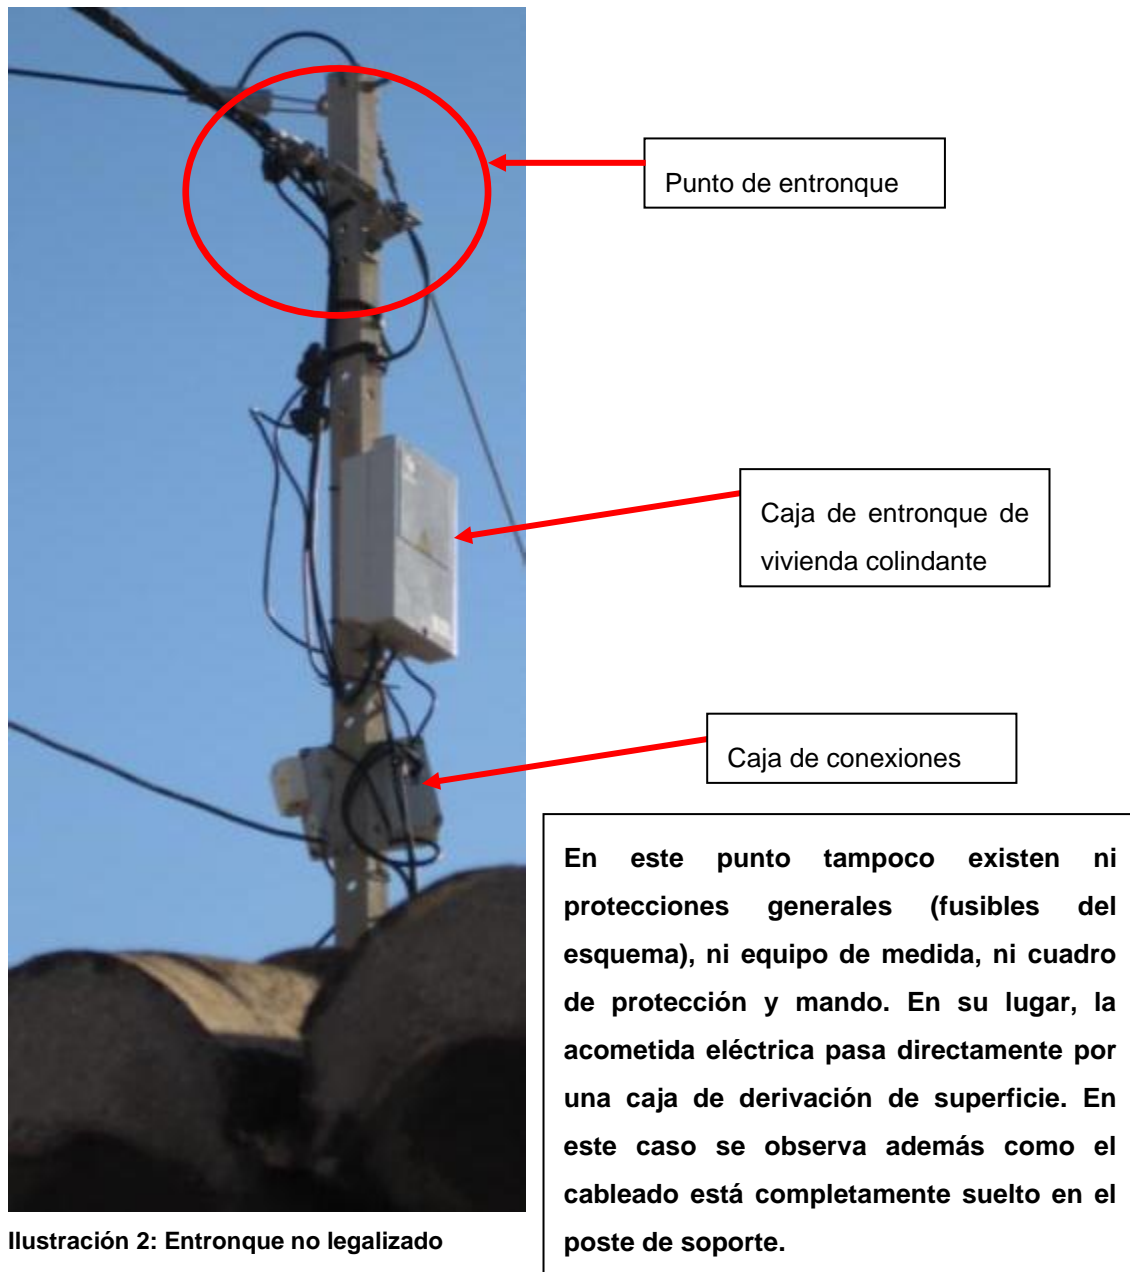 Punto de entronque
Caja de entronque de
vivienda colindante
Caja de conexiones
En este punto tampoco existen ni
protecciones generales (fusibles del
esquema), ni equipo de medida, ni cuadro
de protección y mando. En su lugar, la
acometida eléctrica pasa directamente por
una caja de derivación de superficie. En
este caso se observa además como el
cableado está completamente suelto en el
poste de soporte.
Ilustración 2: Entronque no legalizado